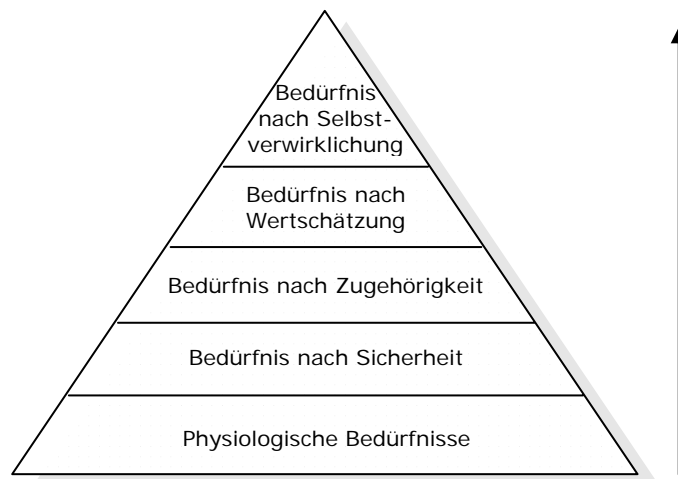 Bedürfnis
nach Selbst-
verwirklichung
Bedürfnis nach
Wertschätzung
Bedürfnis nach Zugehörigkeit
Bedürfnis nach Sicherheit
Physiologische Bedürfnisse